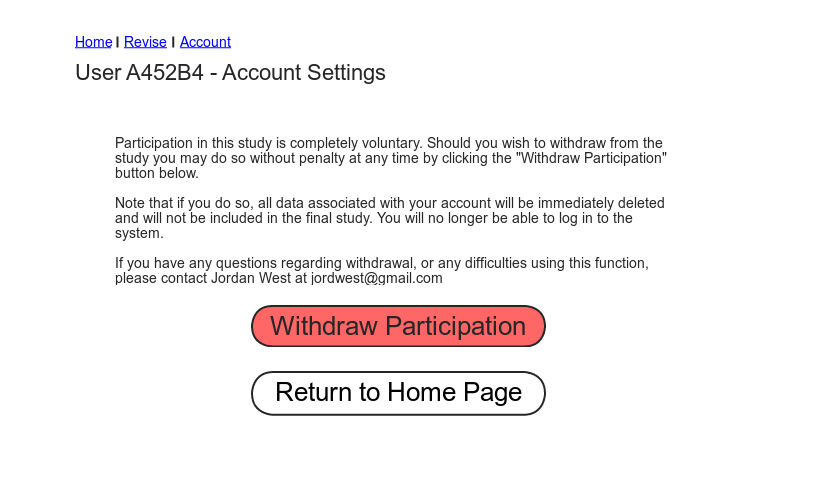 Home | Revise | Account
User A452B4 - Account Settings
Participation in this study is completely voluntary. Should you wish to withdraw from the
study you may do so without penalty at any time by clicking the "Withdraw Participation"
button below.
Note that if you do so, all data associated with your account will be immediately deleted
and will not be included in the final study. You will no longer be able to log in to the
system.
If you have any questions regarding withdrawal, or any difficulties using this function,
please contact Jordan West at jordwest@gmail.com
Withdraw Participation
Return to Home Page